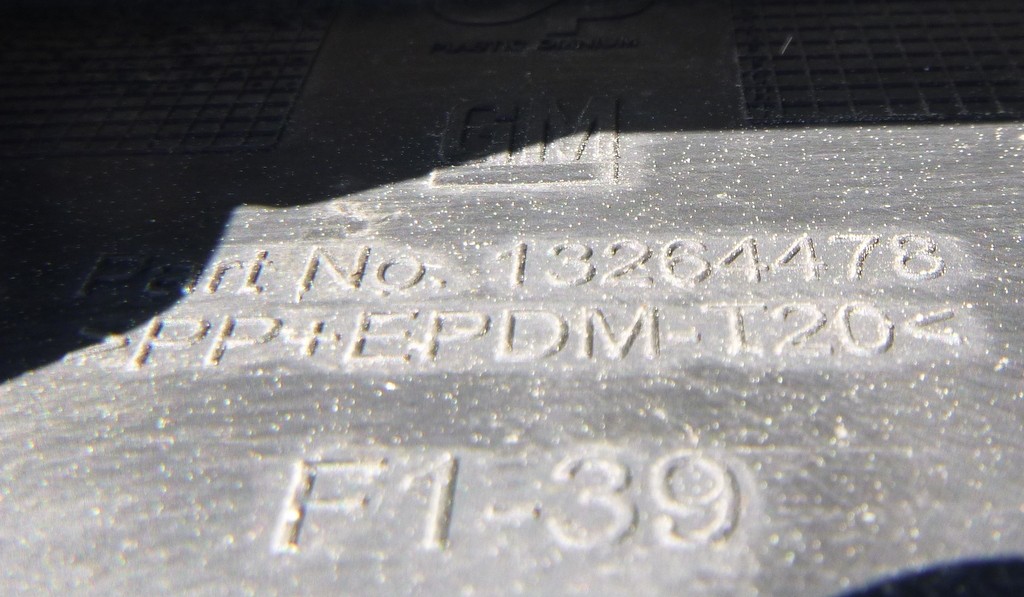 GM
Part No. 13264478
>PP+EPDM-T20<
F1-39